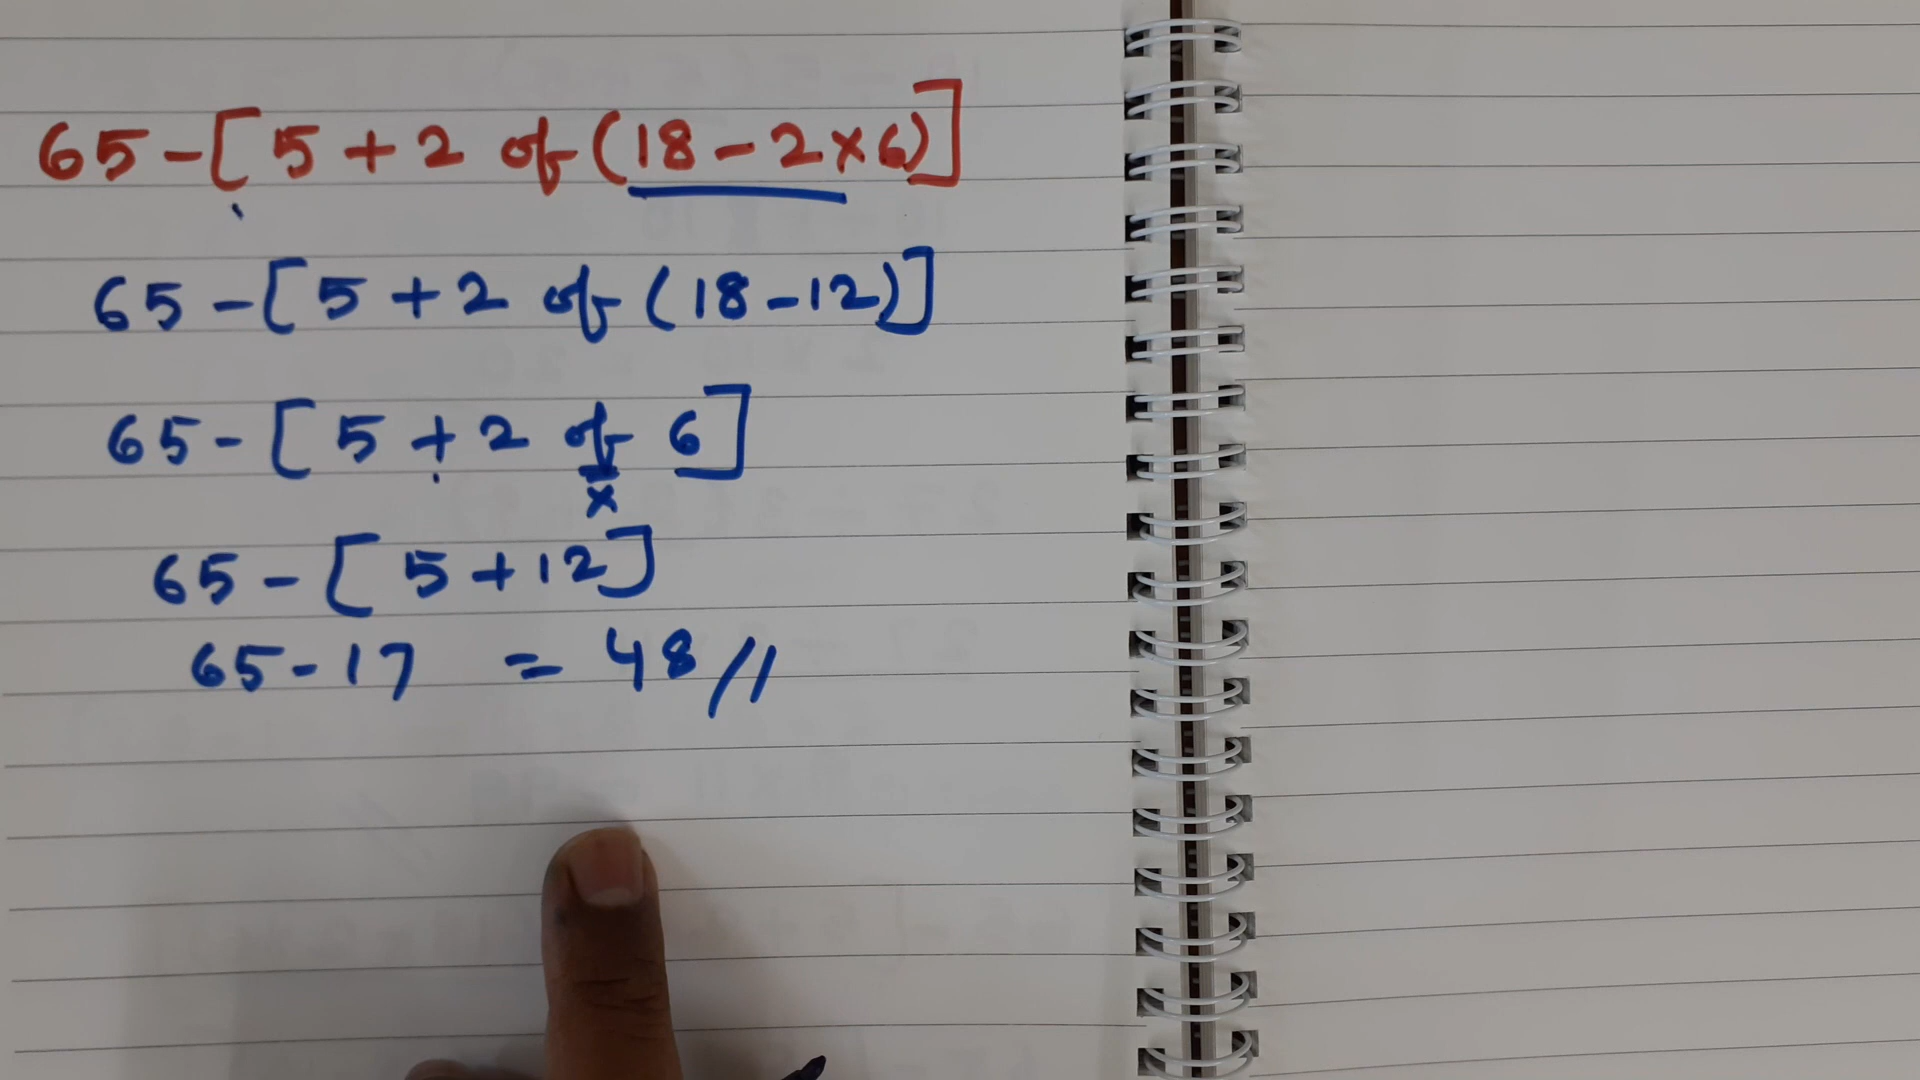 65-[5+2 of (18-2×6)]
65-[5+2 of (18-12)]
65-[5+2 of 6]
×
65-[5+12]
65-17 = 48//